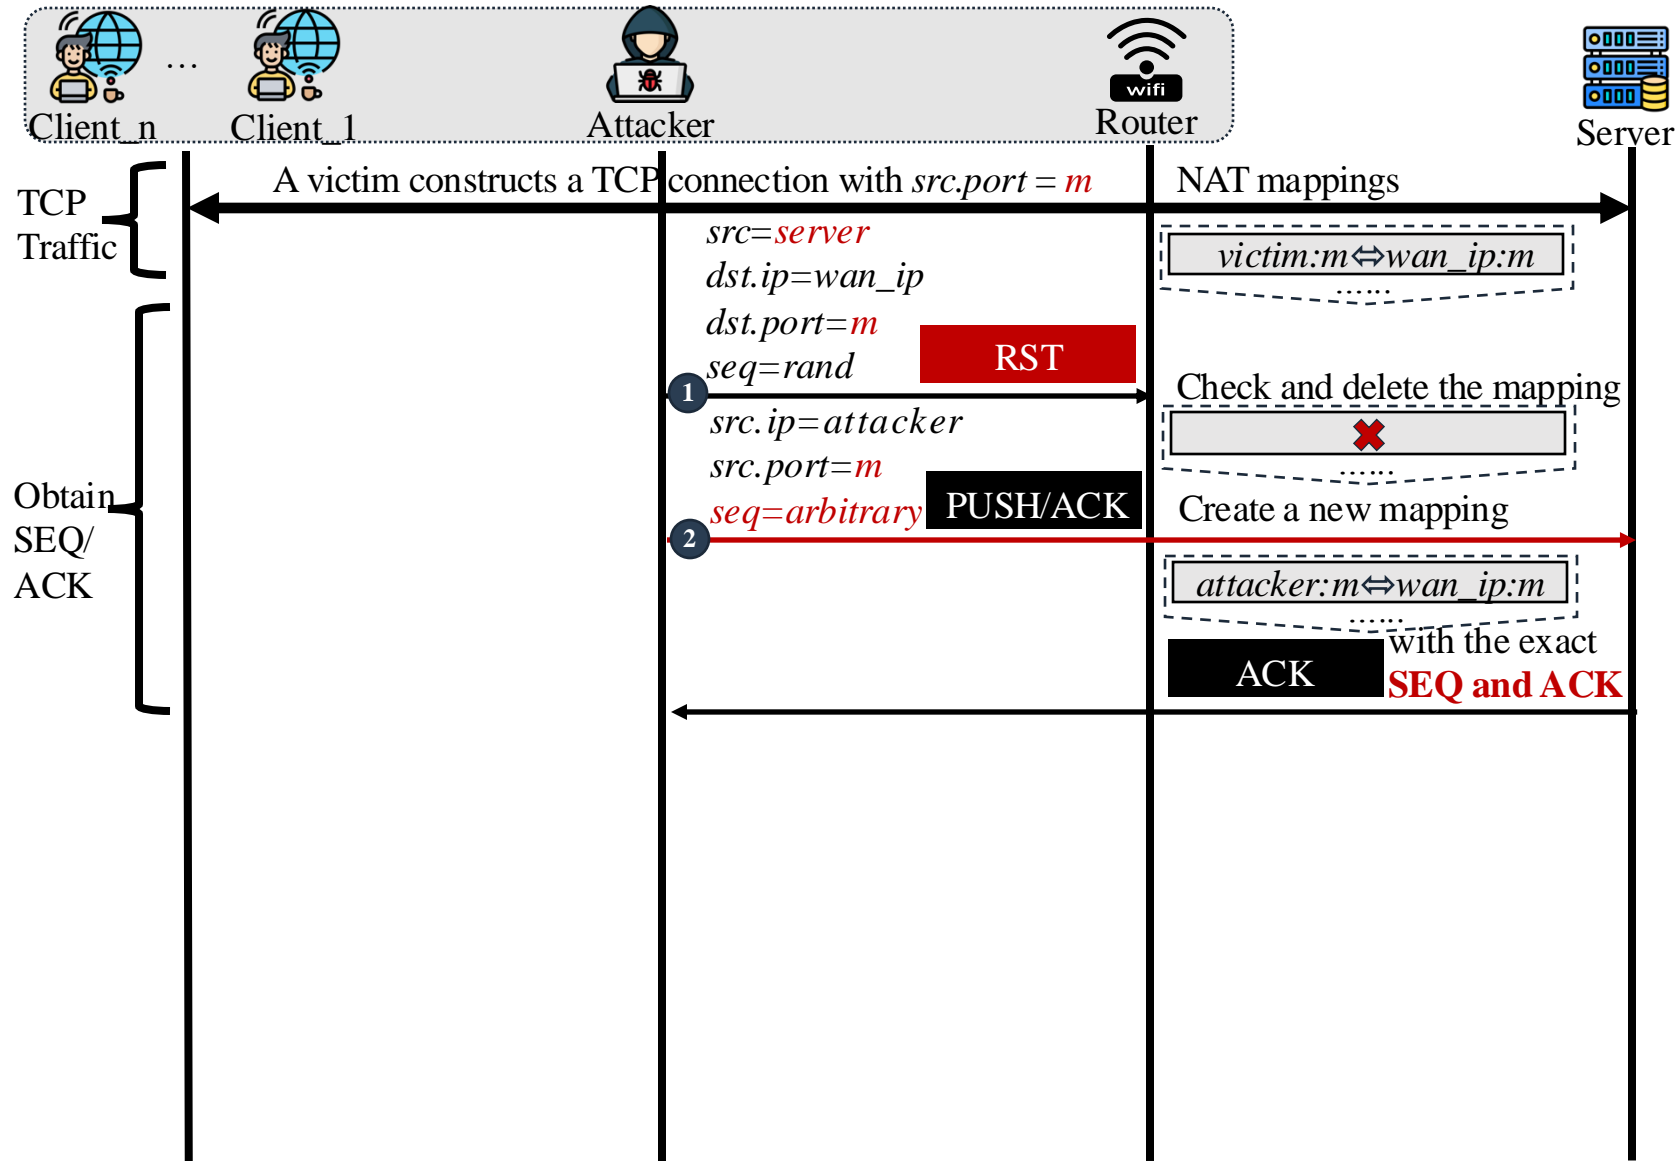 Client_n
...
Client_1
Attacker
wifi
Router
Server
TCP
Traffic
A victim constructs a TCP connection with src.port = m
NAT mappings
victim:m⇔wan_ip:m
......
src=server
dst.ip=wan_ip
dst.port=m
seq=rand
RST
1
Check and delete the mapping
......
Obtain
SEQ/
ACK
src.ip=attacker
src.port=m
seq=arbitrary
PUSH/ACK
2
Create a new mapping
attacker:m⇔wan_ip:m
......
ACK
with the exact
SEQ and ACK